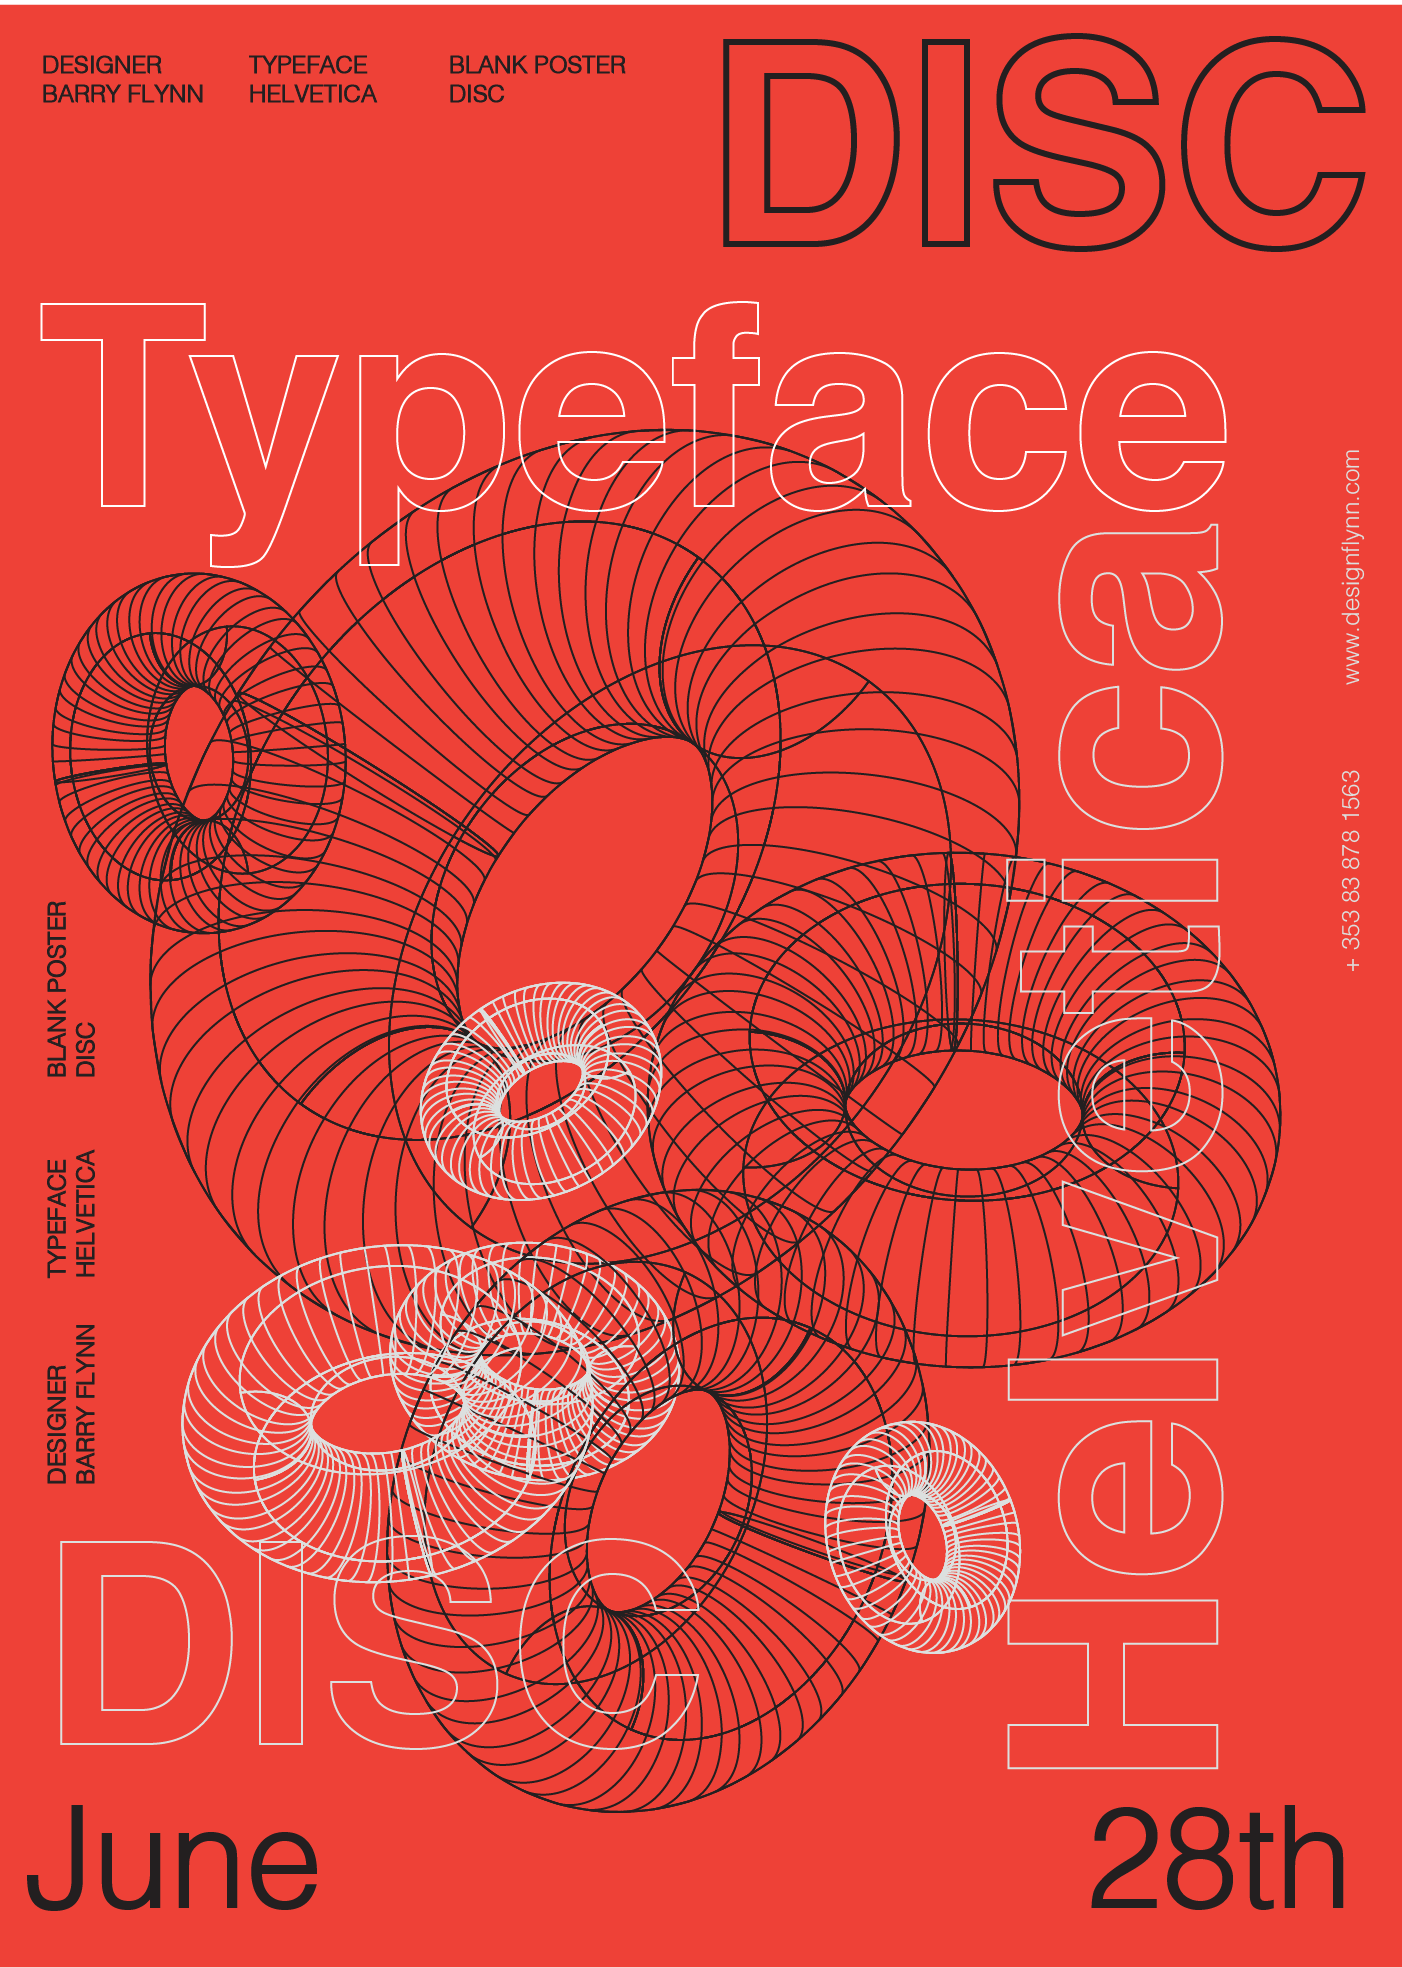 DESIGNER
BARRY FLYNN
TYPEFACE
HELVETICA
BLANK POSTER
DISC
DISC
Typeface
Helvetica
www.designflynn.com
+ 353 83 878 1563
BLANK POSTER
DISC
TYPEFACE
HELVETICA
DESIGNER
BARRY FLYNN
DISC
June
28th